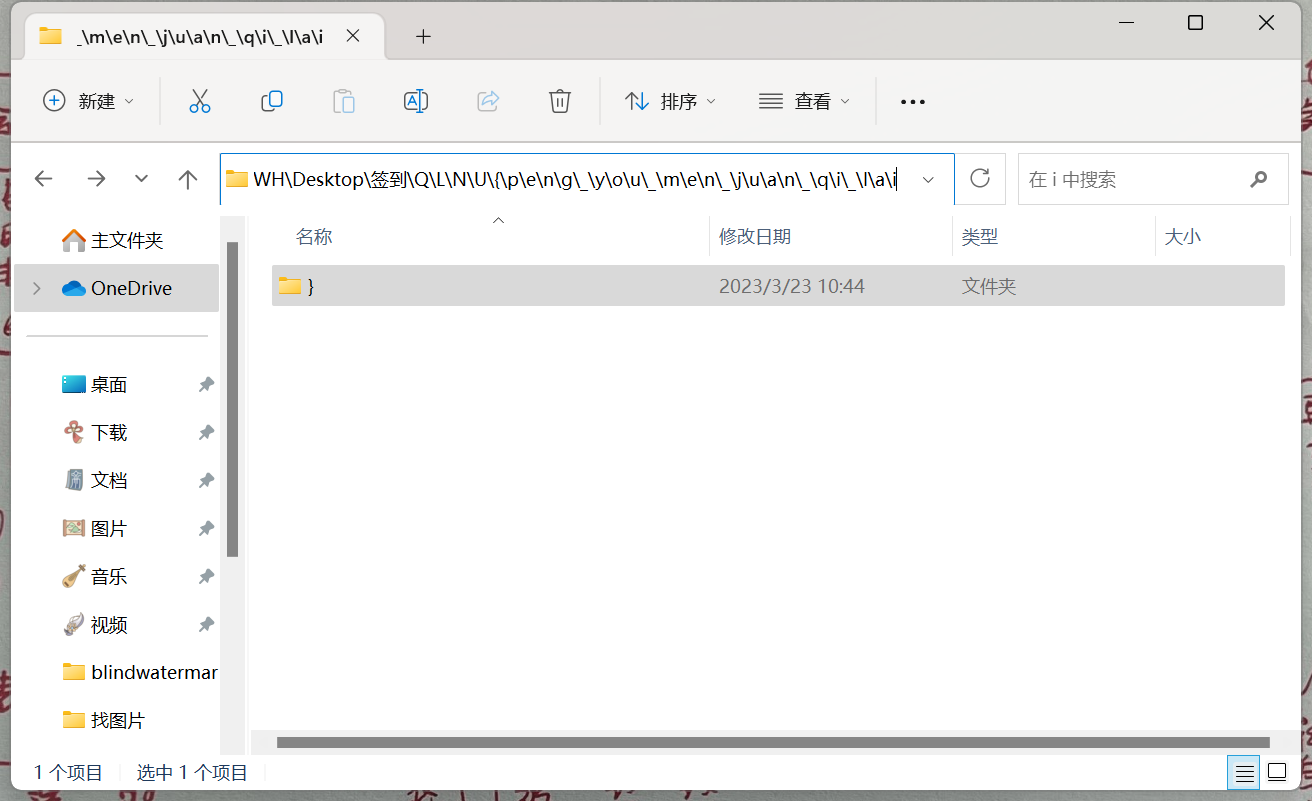 _\m\e\n\_\j\u\a\n\_\q\i\_\l\a\i
新建
排序
查看
WH\Desktop\签到\Q\L\N\U\{\p\e\n\g\_\y\o\u\_\m\e\n\_\j\u\a\n\_\q\i\_\l\a\i
在 i 中搜索
名称 修改日期 类型 大小
} 2023/3/23 10:44 文件夹
主文件夹
OneDrive
桌面
下载
文档
图片
音乐
视频
blindwatermar
找图片
1 个项目 选中 1 个项目